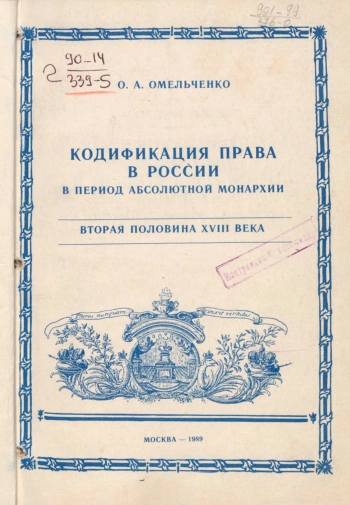 90-14
339-5
О. А. ОМЕЛЬЧЕНКО
КОДИФИКАЦИЯ ПРАВА
В РОССИИ
В ПЕРИОД АБСОЛЮТНОЙ МОНАРХИИ
ВТОРАЯ ПОЛОВИНА XVIII ВЕКА
МОСКВА — 1989